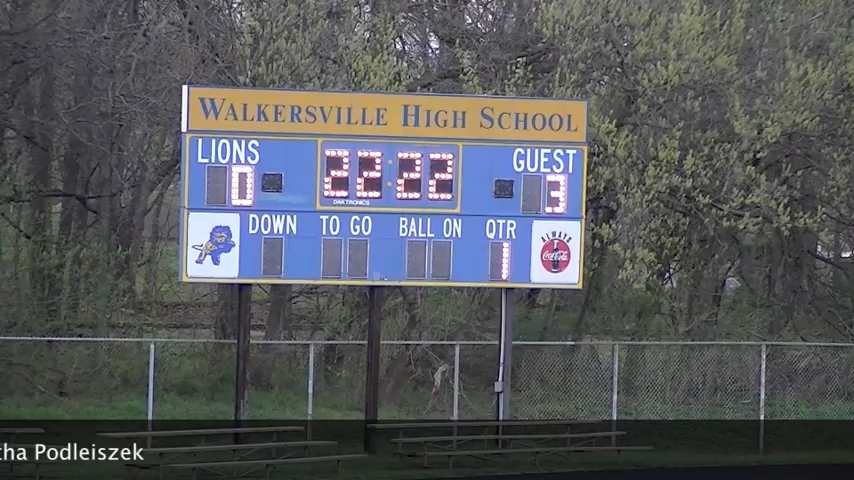 WALKERSVILLE HIGH SCHOOL
LIONS 22:22 GUEST
0 3
DAKTRONICS
DOWN TO GO BALL ON QTR
1
ALWAYS
Coca-Cola
tha Podleiszek